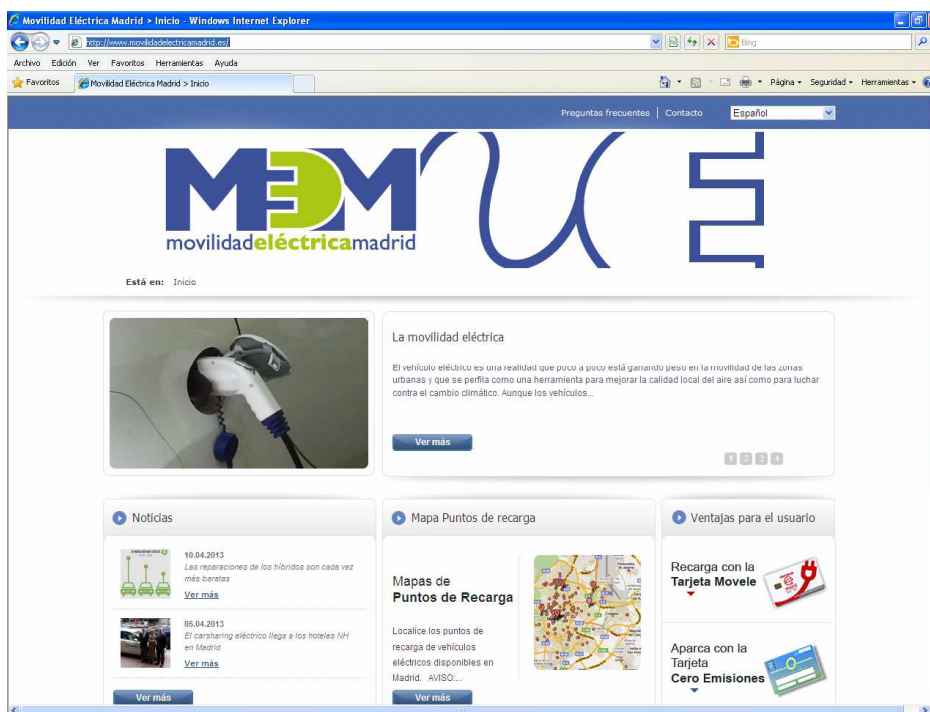 Movilidad Eléctrica Madrid > Inicio - Windows Internet Explorer
http://www.movilidadelectricamadrid.es/
Bing
Archivo Edición Ver Favoritos Herramientas Ayuda
Favoritos Movilidad Eléctrica Madrid > Inicio Página Seguridad Herramientas
Preguntas frecuentes | Contacto Español
MEM
movilidadeléctricamadrid
Está en: Inicio
La movilidad eléctrica
El vehículo eléctrico es una realidad que poco a poco está ganando peso en la movilidad de las zonas
urbanas y que se perfila como una herramienta para mejorar la calidad local del aire así como para luchar
contra el cambio climático. Aunque los vehículos...
Ver más
1 2 3 4
Noticias
10.04.2013
Las reparaciones de los híbridos son cada vez
más baratas
Ver más
05.04.2013
El carsharing eléctrico llega a los hoteles NH
en Madrid
Ver más
Ver más
Mapa Puntos de recarga
Mapas de
Puntos de Recarga
Localice los puntos de
recarga de vehículos
eléctricos disponibles en
Madrid. AVISO:...
Ver más
Ventajas para el usuario
Recarga con la
Tarjeta Movele
Aparca con la
Tarjeta
Cero Emisiones